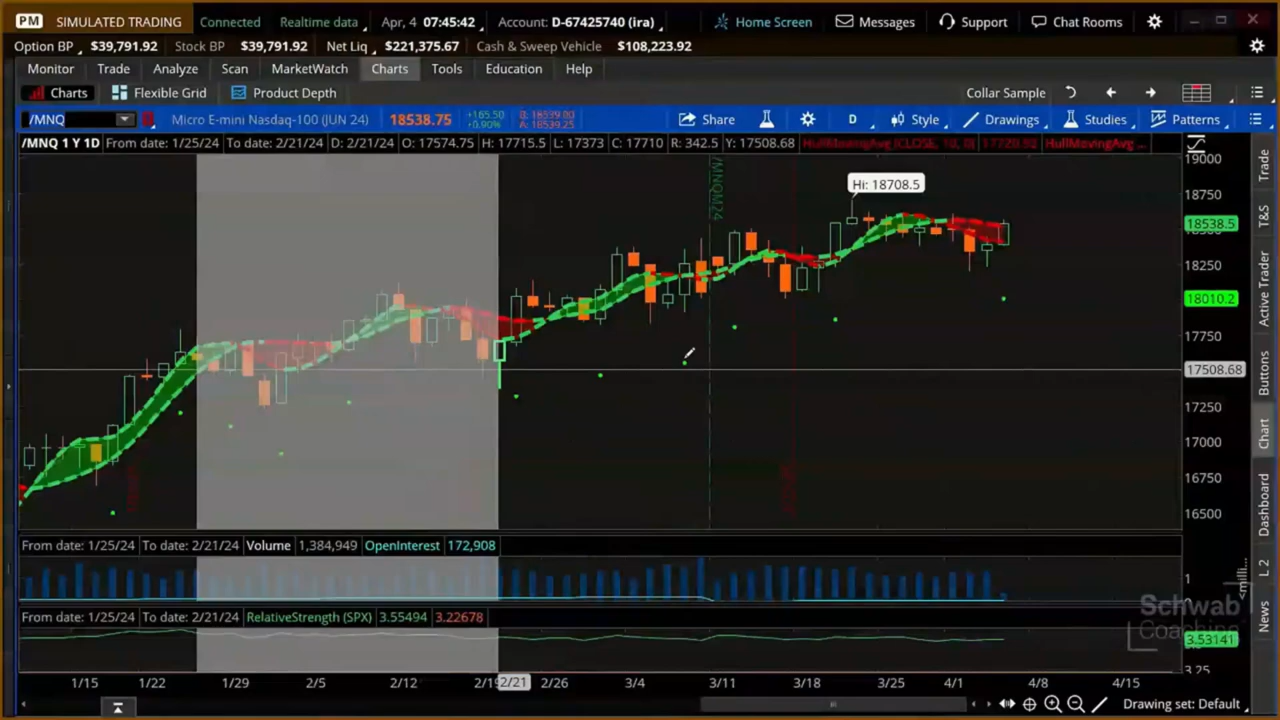 PM SIMULATED TRADING Connected Realtime data Apr, 4 07:45:42 Account: D-67425740 (ira) Home Screen Messages Support Chat Rooms
Option BP $39,791.92 Stock BP $39,791.92 Net Liq $221,375.67 Cash & Sweep Vehicle $108,223.92
Monitor Trade Analyze Scan MarketWatch Charts Tools Education Help
Charts Flexible Grid Product Depth Collar Sample
/MNQ Micro E-mini Nasdaq-100 (JUN 24) 18538.75 +165.50 +0.90% B: 18539.00 A: 18539.25 Share D Style Drawings Studies Patterns
/MNQ 1 Y 1D From date: 1/25/24 To date: 2/21/24 D: 2/21/24 O: 17574.75 H: 17715.5 L: 17373 C: 17710 R: 342.5 Y: 17508.68 HullMovingAvg (CLOSE, 10, 0) 17720.92 HullMovingAvg ...
19000
Hi: 18708.5
18750
18538.5
18250
18010.2
17750
17508.68
17250
17000
16750
16500
/MNQM24
Trade
T&S
Active Trader
Buttons
Chart
Dashboard
L 2
News
From date: 1/25/24 To date: 2/21/24 Volume 1,384,949 OpenInterest 172,908
1
<milli...
From date: 1/25/24 To date: 2/21/24 RelativeStrength (SPX) 3.55494 3.22678
Schwab
Coaching
3.53141
3.25
1/15 1/22 1/29 2/5 2/12 2/19 2/21 2/26 3/4 3/11 3/18 3/25 4/1 4/8 4/15
Drawing set: Default